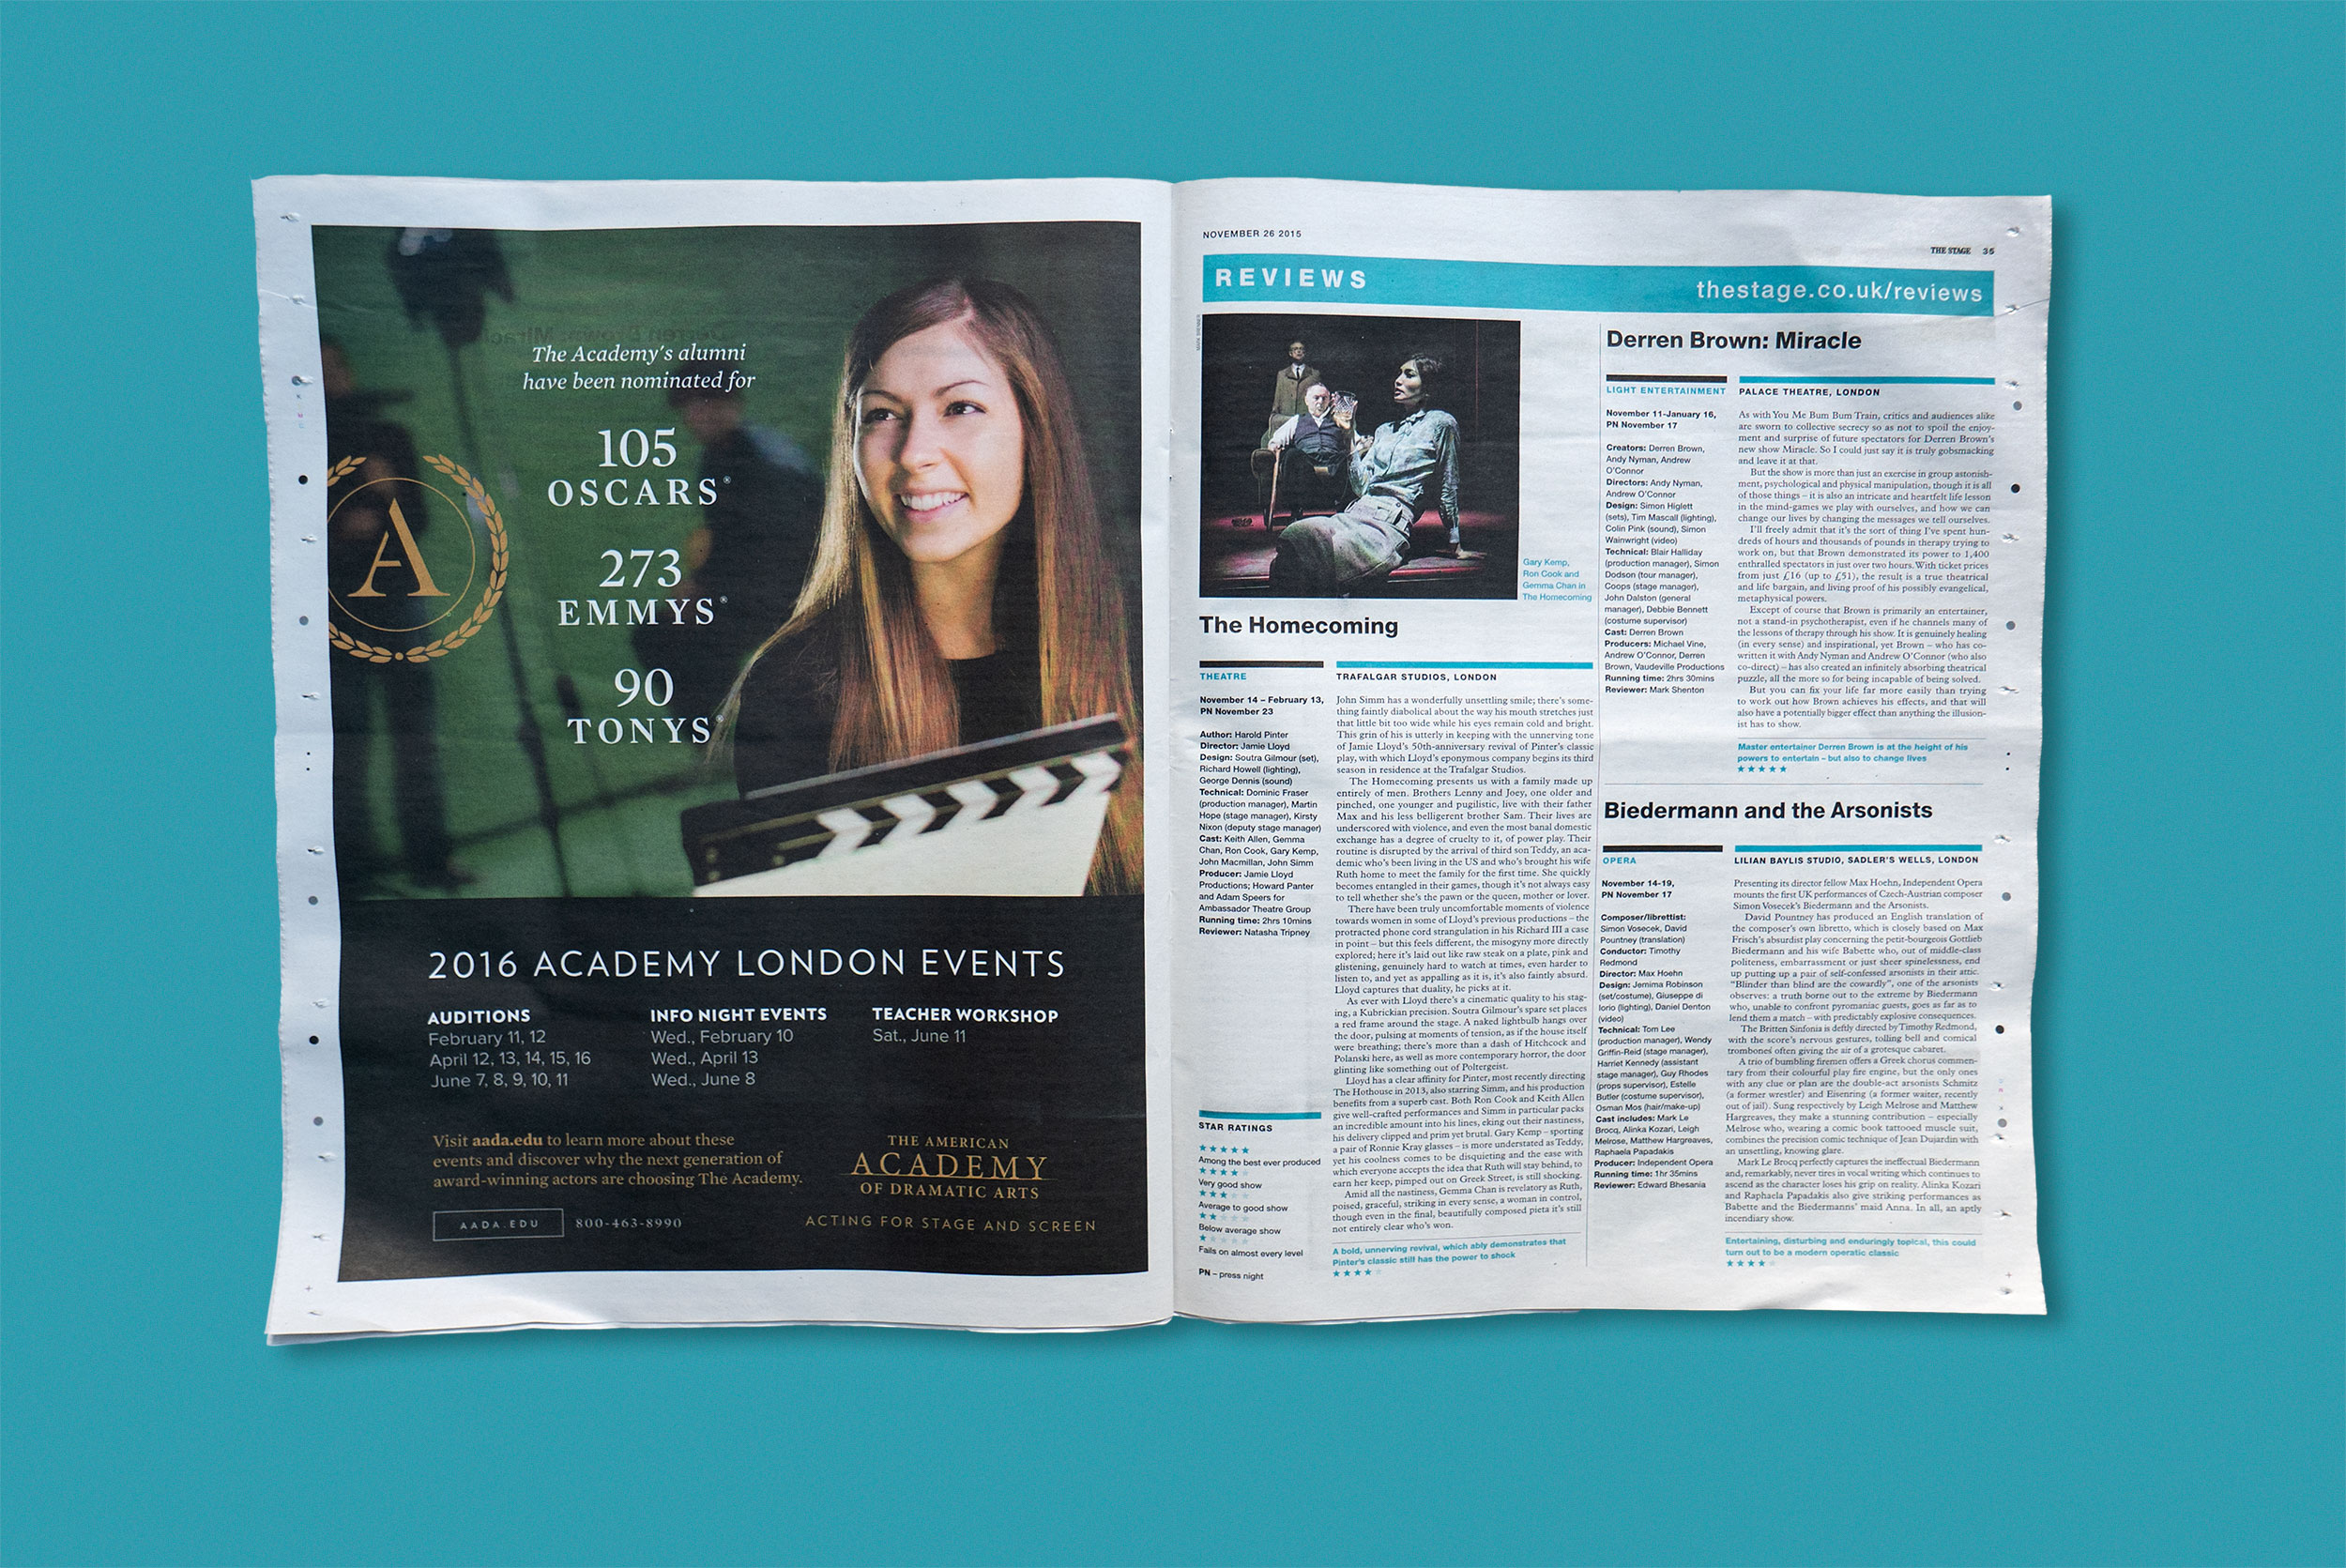 The Academy's alumni
have been nominated for
105
OSCARS®
273
EMMYS®
90
TONYS®
A
2016 ACADEMY LONDON EVENTS
AUDITIONS
February 11, 12
April 12, 13, 14, 15, 16
June 7, 8, 9, 10, 11
INFO NIGHT EVENTS
Wed., February 10
Wed., April 13
Wed., June 8
TEACHER WORKSHOP
Sat., June 11
Visit aada.edu to learn more about these
events and discover why the next generation of
award-winning actors are choosing The Academy.
AADA.EDU 800-463-8990
THE AMERICAN
ACADEMY
OF DRAMATIC ARTS
ACTING FOR STAGE AND SCREEN
NOVEMBER 26 2015
THE STAGE 35
REVIEWS
thestage.co.uk/reviews
Gary Kemp,
Ron Cook and
Gemma Chan in
The Homecoming
The Homecoming
THEATRE
November 14 – February 13,
PN November 23
Author: Harold Pinter
Director: Jamie Lloyd
Design: Soutra Gilmour (set),
Richard Howell (lighting),
George Dennis (sound)
Technical: Dominic Fraser
(production manager), Martin
Hope (stage manager), Kirsty
Nixon (deputy stage manager)
Cast: Keith Allen, Gemma
Chan, Ron Cook, Gary Kemp,
John Macmillan, John Simm
Producer: Jamie Lloyd
Productions; Howard Panter
and Adam Speers for
Ambassador Theatre Group
Running time: 2hrs 10mins
Reviewer: Natasha Tripney
STAR RATINGS
★★★★★
Among the best ever produced
★★★★
Very good show
★★★
Average to good show
★★
Below average show
★
Fails on almost every level
PN – press night
TRAFALGAR STUDIOS, LONDON
John Simm has a wonderfully unsettling smile; there's some-
thing faintly diabolical about the way his mouth stretches just
that little bit too wide while his eyes remain cold and bright.
This grin of his is utterly in keeping with the unnerving tone
of Jamie Lloyd's 50th-anniversary revival of Pinter's classic
play, with which Lloyd's eponymous company begins its third
season in residence at the Trafalgar Studios.
The Homecoming presents us with a family made up
entirely of men. Brothers Lenny and Joey, one older and
pinched, one younger and pugilistic, live with their father
Max and his less belligerent brother Sam. Their lives are
underscored with violence, and even the most banal domestic
exchange has a degree of cruelty to it, of power play. Their
routine is disrupted by the arrival of third son Teddy, an aca-
demic who's been living in the US and who's brought his wife
Ruth home to meet the family for the first time. She quickly
becomes entangled in their games, though it's not always easy
to tell whether she's the pawn or the queen, mother or lover.
There have been truly uncomfortable moments of violence
towards women in some of Lloyd's previous productions – the
protracted phone cord strangulation in his Richard III a case
in point – but this feels different, the misogyny more directly
explored; here it's laid out like raw steak on a plate, pink and
glistening, genuinely hard to watch at times, even harder to
listen to, and yet as appalling as it is, it's also faintly absurd.
Lloyd captures that duality, he picks at it.
As ever with Lloyd there's a cinematic quality to his stag-
ing, a Kubrickian precision. Soutra Gilmour's spare set places
a red frame around the stage. A naked lightbulb hangs over
the door, pulsing at moments of tension, as if the house itself
were breathing; there's more than a dash of Hitchcock and
Polanski here, as well as more contemporary horror, the door
glinting like something out of Poltergeist.
Lloyd has a clear affinity for Pinter, most recently directing
The Hothouse in 2013, also starring Simm, and his production
benefits from a superb cast. Both Ron Cook and Keith Allen
give well-crafted performances and Simm in particular packs
an incredible amount into his lines, eking out their nastiness,
his delivery clipped and prim yet brutal. Gary Kemp – sporting
a pair of Ronnie Kray glasses – is more understated as Teddy,
yet his coolness comes to be disquieting and the ease with
which everyone accepts the idea that Ruth will stay behind, to
earn her keep, pimped out on Greek Street, is still shocking.
Amid all the nastiness, Gemma Chan is revelatory as Ruth,
poised, graceful, striking in every sense, a woman in control,
though even in the final, beautifully composed pieta it's still
not entirely clear who's won.
A bold, unnerving revival, which ably demonstrates that
Pinter's classic still has the power to shock
★★★★
Derren Brown: Miracle
LIGHT ENTERTAINMENT
November 11-January 16,
PN November 17
Creators: Derren Brown,
Andy Nyman, Andrew
O'Connor
Directors: Andy Nyman,
Andrew O'Connor
Design: Simon Higlett
(sets), Tim Mascall (lighting),
Colin Pink (sound), Simon
Wainwright (video)
Technical: Blair Halliday
(production manager), Simon
Dodson (tour manager),
Coops (stage manager),
John Dalston (general
manager), Debbie Bennett
(costume supervisor)
Cast: Derren Brown
Producers: Michael Vine,
Andrew O'Connor, Derren
Brown, Vaudeville Productions
Running time: 2hrs 30mins
Reviewer: Mark Shenton
PALACE THEATRE, LONDON
As with You Me Bum Bum Train, critics and audiences alike
are sworn to collective secrecy so as not to spoil the enjoy-
ment and surprise of future spectators for Derren Brown's
new show Miracle. So I could just say it is truly gobsmacking
and leave it at that.
But the show is more than just an exercise in group astonish-
ment, psychological and physical manipulation, though it is all
of those things – it is also an intricate and heartfelt life lesson
in the mind-games we play with ourselves, and how we can
change our lives by changing the messages we tell ourselves.
I'll freely admit that it's the sort of thing I've spent hun-
dreds of hours and thousands of pounds in therapy trying to
work on, but that Brown demonstrated its power to 1,400
enthralled spectators in just over two hours. With ticket prices
from just £16 (up to £51), the result is a true theatrical
and life bargain, and living proof of his possibly evangelical,
metaphysical powers.
Except of course that Brown is primarily an entertainer,
not a stand-in psychotherapist, even if he channels many of
the lessons of therapy through his show. It is genuinely healing
(in every sense) and inspirational, yet Brown – who has co-
written it with Andy Nyman and Andrew O'Connor (who also
co-direct) – has also created an infinitely absorbing theatrical
puzzle, all the more so for being incapable of being solved.
But you can fix your life far more easily than trying
to work out how Brown achieves his effects, and that will
also have a potentially bigger effect than anything the illusion-
ist has to show.
Master entertainer Derren Brown is at the height of his
powers to entertain – but also to change lives
★★★★★
Biedermann and the Arsonists
OPERA
November 14-19,
PN November 17
Composer/librettist:
Simon Vosecek, David
Pountney (translation)
Conductor: Timothy
Redmond
Director: Max Hoehn
Design: Jemima Robinson
(set/costume), Giuseppe di
Iorio (lighting), Daniel Denton
(video)
Technical: Tom Lee
(production manager), Wendy
Griffin-Reid (stage manager),
Harriet Kennedy (assistant
stage manager), Guy Rhodes
(props supervisor), Estelle
Butler (costume supervisor),
Osman Mos (hair/make-up)
Cast includes: Mark Le
Brocq, Alinka Kozari, Leigh
Melrose, Matthew Hargreaves,
Raphaela Papadakis
Producer: Independent Opera
Running time: 1hr 35mins
Reviewer: Edward Bhesania
LILIAN BAYLIS STUDIO, SADLER'S WELLS, LONDON
Presenting its director fellow Max Hoehn, Independent Opera
mounts the first UK performances of Czech-Austrian composer
Simon Vosecek's Biedermann and the Arsonists.
David Pountney has produced an English translation of
the composer's own libretto, which is closely based on Max
Frisch's absurdist play concerning the petit-bourgeois Gottlieb
Biedermann and his wife Babette who, out of middle-class
politeness, embarrassment or just sheer spinelessness, end
up putting up a pair of self-confessed arsonists in their attic.
"Blinder than blind are the cowardly", one of the arsonists
observes: a truth borne out to the extreme by Biedermann
who, unable to confront pyromaniac guests, goes as far as to
lend them a match – with predictably explosive consequences.
The Britten Sinfonia is deftly directed by Timothy Redmond,
with the score's nervous gestures, tolling bell and comical
trombones often giving the air of a grotesque cabaret.
A trio of bumbling firemen offers a Greek chorus commen-
tary from their colourful play fire engine, but the only ones
with any clue or plan are the double-act arsonists Schmitz
(a former wrestler) and Eisenring (a former waiter, recently
out of jail). Sung respectively by Leigh Melrose and Matthew
Hargreaves, they make a stunning contribution – especially
Melrose who, wearing a comic book tattooed muscle suit,
combines the precision comic technique of Jean Dujardin with
an unsettling, knowing glare.
Mark Le Brocq perfectly captures the ineffectual Biedermann
and, remarkably, never tires in vocal writing which continues to
ascend as the character loses his grip on reality. Alinka Kozari
and Raphaela Papadakis also give striking performances as
Babette and the Biedermanns' maid Anna. In all, an aptly
incendiary show.
Entertaining, disturbing and enduringly topical, this could
turn out to be a modern operatic classic
★★★★